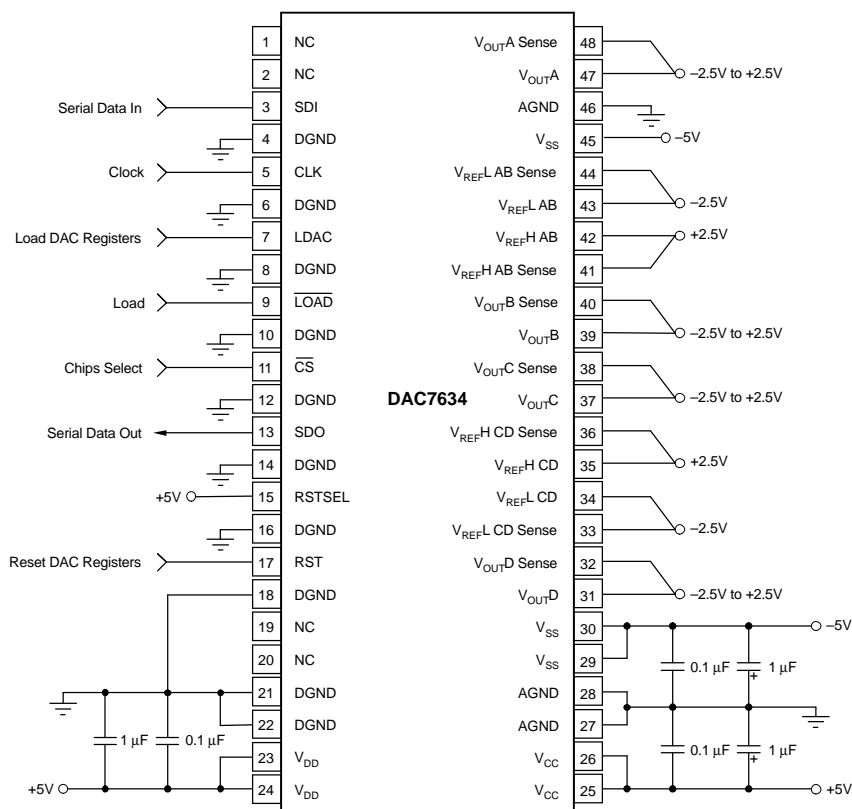 1 NC VOUTA Sense 48
2 NC VOUTA 47 –2.5V to +2.5V
Serial Data In 3 SDI AGND 46
4 DGND VSS 45 –5V
Clock 5 CLK VREFL AB Sense 44
6 DGND VREFL AB 43 –2.5V
Load DAC Registers 7 LDAC VREFH AB 42 +2.5V
8 DGND VREFH AB Sense 41
Load 9 LOAD VOUTB Sense 40
10 DGND VOUTB 39 –2.5V to +2.5V
Chips Select 11 CS VOUTC Sense 38
12 DGND DAC7634 VOUTC 37 –2.5V to +2.5V
Serial Data Out 13 SDO VREFH CD Sense 36
14 DGND VREFH CD 35 +2.5V
+5V 15 RSTSEL VREFL CD 34
16 DGND VREFL CD Sense 33 –2.5V
Reset DAC Registers 17 RST VOUTD Sense 32
18 DGND VOUTD 31 –2.5V to +2.5V
19 NC VSS 30 –5V
20 NC VSS 29 0.1 µF + 1 µF
21 DGND AGND 28
22 DGND AGND 27
1 µF 0.1 µF 23 VDD VCC 26 0.1 µF + 1 µF
+5V 24 VDD VCC 25 +5V